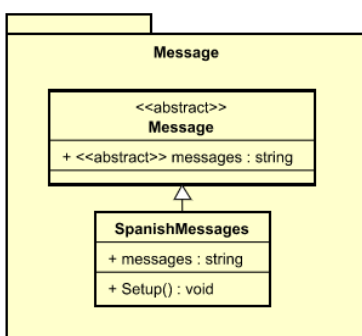 Message
<<abstract>>
Message
+ <<abstract>> messages : string
SpanishMessages
+ messages : string
+ Setup() : void